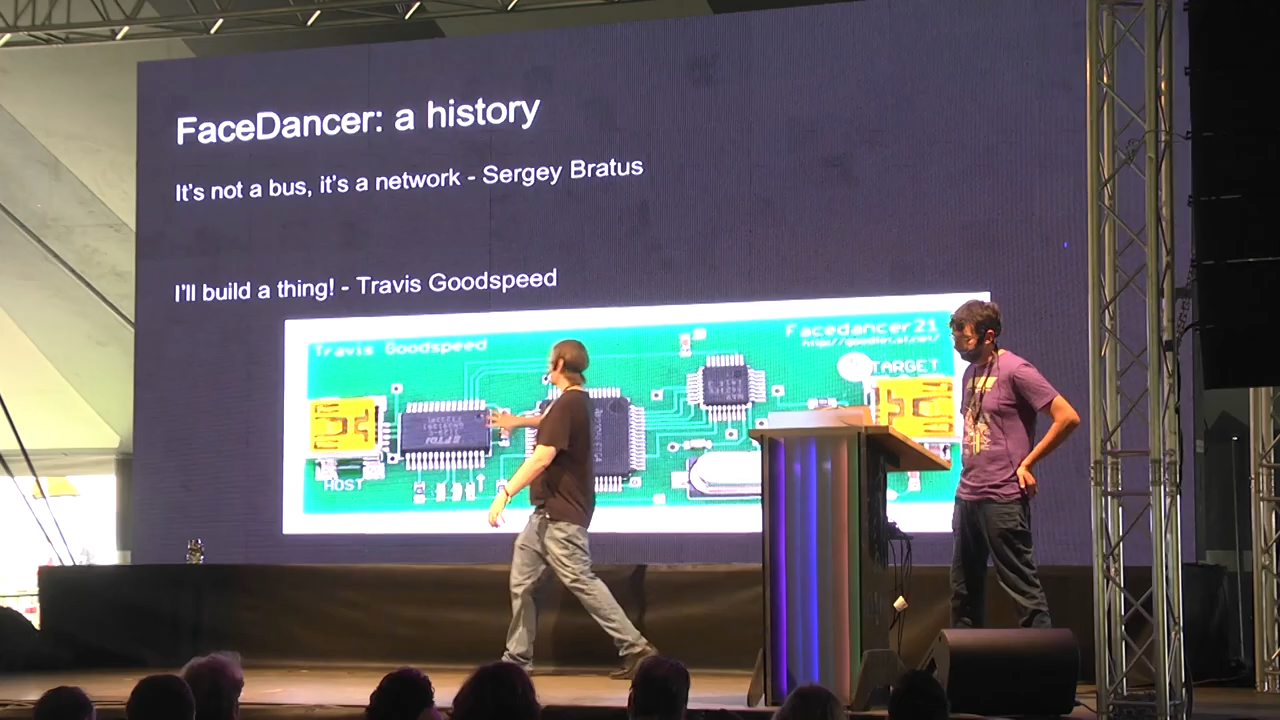 FaceDancer: a history
It's not a bus, it's a network - Sergey Bratus
I'll build a thing! - Travis Goodspeed
Travis Goodspeed
Facedancer21
TARGET
FTDI
HOST